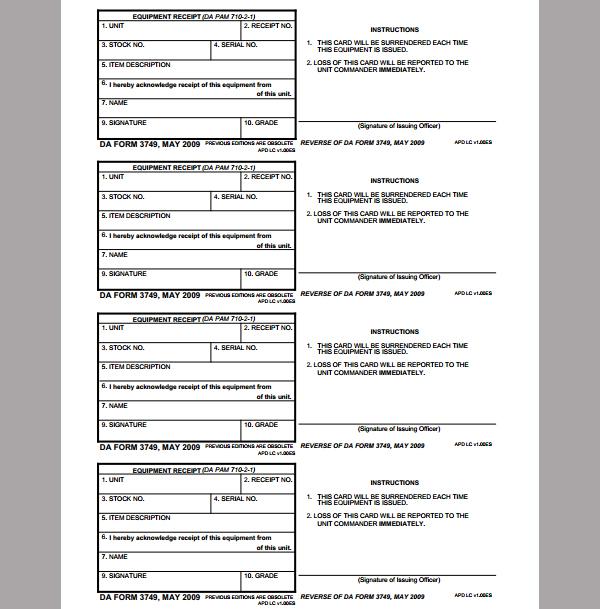 EQUIPMENT RECEIPT (DA PAM 710-2-1)
1. UNIT
2. RECEIPT NO.
3. STOCK NO.
4. SERIAL NO.
5. ITEM DESCRIPTION
6. I hereby acknowledge receipt of this equipment from
of this unit.
7. NAME
9. SIGNATURE
10. GRADE
DA FORM 3749, MAY 2009
PREVIOUS EDITIONS ARE OBSOLETE
APD LC v1.00ES
INSTRUCTIONS
1. THIS CARD WILL BE SURRENDERED EACH TIME
THIS EQUIPMENT IS ISSUED.
2. LOSS OF THIS CARD WILL BE REPORTED TO THE
UNIT COMMANDER IMMEDIATELY.
(Signature of Issuing Officer)
REVERSE OF DA FORM 3749, MAY 2009
APD LC v1.00ES
EQUIPMENT RECEIPT (DA PAM 710-2-1)
1. UNIT
2. RECEIPT NO.
3. STOCK NO.
4. SERIAL NO.
5. ITEM DESCRIPTION
6. I hereby acknowledge receipt of this equipment from
of this unit.
7. NAME
9. SIGNATURE
10. GRADE
DA FORM 3749, MAY 2009
PREVIOUS EDITIONS ARE OBSOLETE
APD LC v1.00ES
INSTRUCTIONS
1. THIS CARD WILL BE SURRENDERED EACH TIME
THIS EQUIPMENT IS ISSUED.
2. LOSS OF THIS CARD WILL BE REPORTED TO THE
UNIT COMMANDER IMMEDIATELY.
(Signature of Issuing Officer)
REVERSE OF DA FORM 3749, MAY 2009
APD LC v1.00ES
EQUIPMENT RECEIPT (DA PAM 710-2-1)
1. UNIT
2. RECEIPT NO.
3. STOCK NO.
4. SERIAL NO.
5. ITEM DESCRIPTION
6. I hereby acknowledge receipt of this equipment from
of this unit.
7. NAME
9. SIGNATURE
10. GRADE
DA FORM 3749, MAY 2009
PREVIOUS EDITIONS ARE OBSOLETE
APD LC v1.00ES
INSTRUCTIONS
1. THIS CARD WILL BE SURRENDERED EACH TIME
THIS EQUIPMENT IS ISSUED.
2. LOSS OF THIS CARD WILL BE REPORTED TO THE
UNIT COMMANDER IMMEDIATELY.
(Signature of Issuing Officer)
REVERSE OF DA FORM 3749, MAY 2009
APD LC v1.00ES
EQUIPMENT RECEIPT (DA PAM 710-2-1)
1. UNIT
2. RECEIPT NO.
3. STOCK NO.
4. SERIAL NO.
5. ITEM DESCRIPTION
6. I hereby acknowledge receipt of this equipment from
of this unit.
7. NAME
9. SIGNATURE
10. GRADE
DA FORM 3749, MAY 2009
PREVIOUS EDITIONS ARE OBSOLETE
APD LC v1.00ES
INSTRUCTIONS
1. THIS CARD WILL BE SURRENDERED EACH TIME
THIS EQUIPMENT IS ISSUED.
2. LOSS OF THIS CARD WILL BE REPORTED TO THE
UNIT COMMANDER IMMEDIATELY.
(Signature of Issuing Officer)
REVERSE OF DA FORM 3749, MAY 2009
APD LC v1.00ES